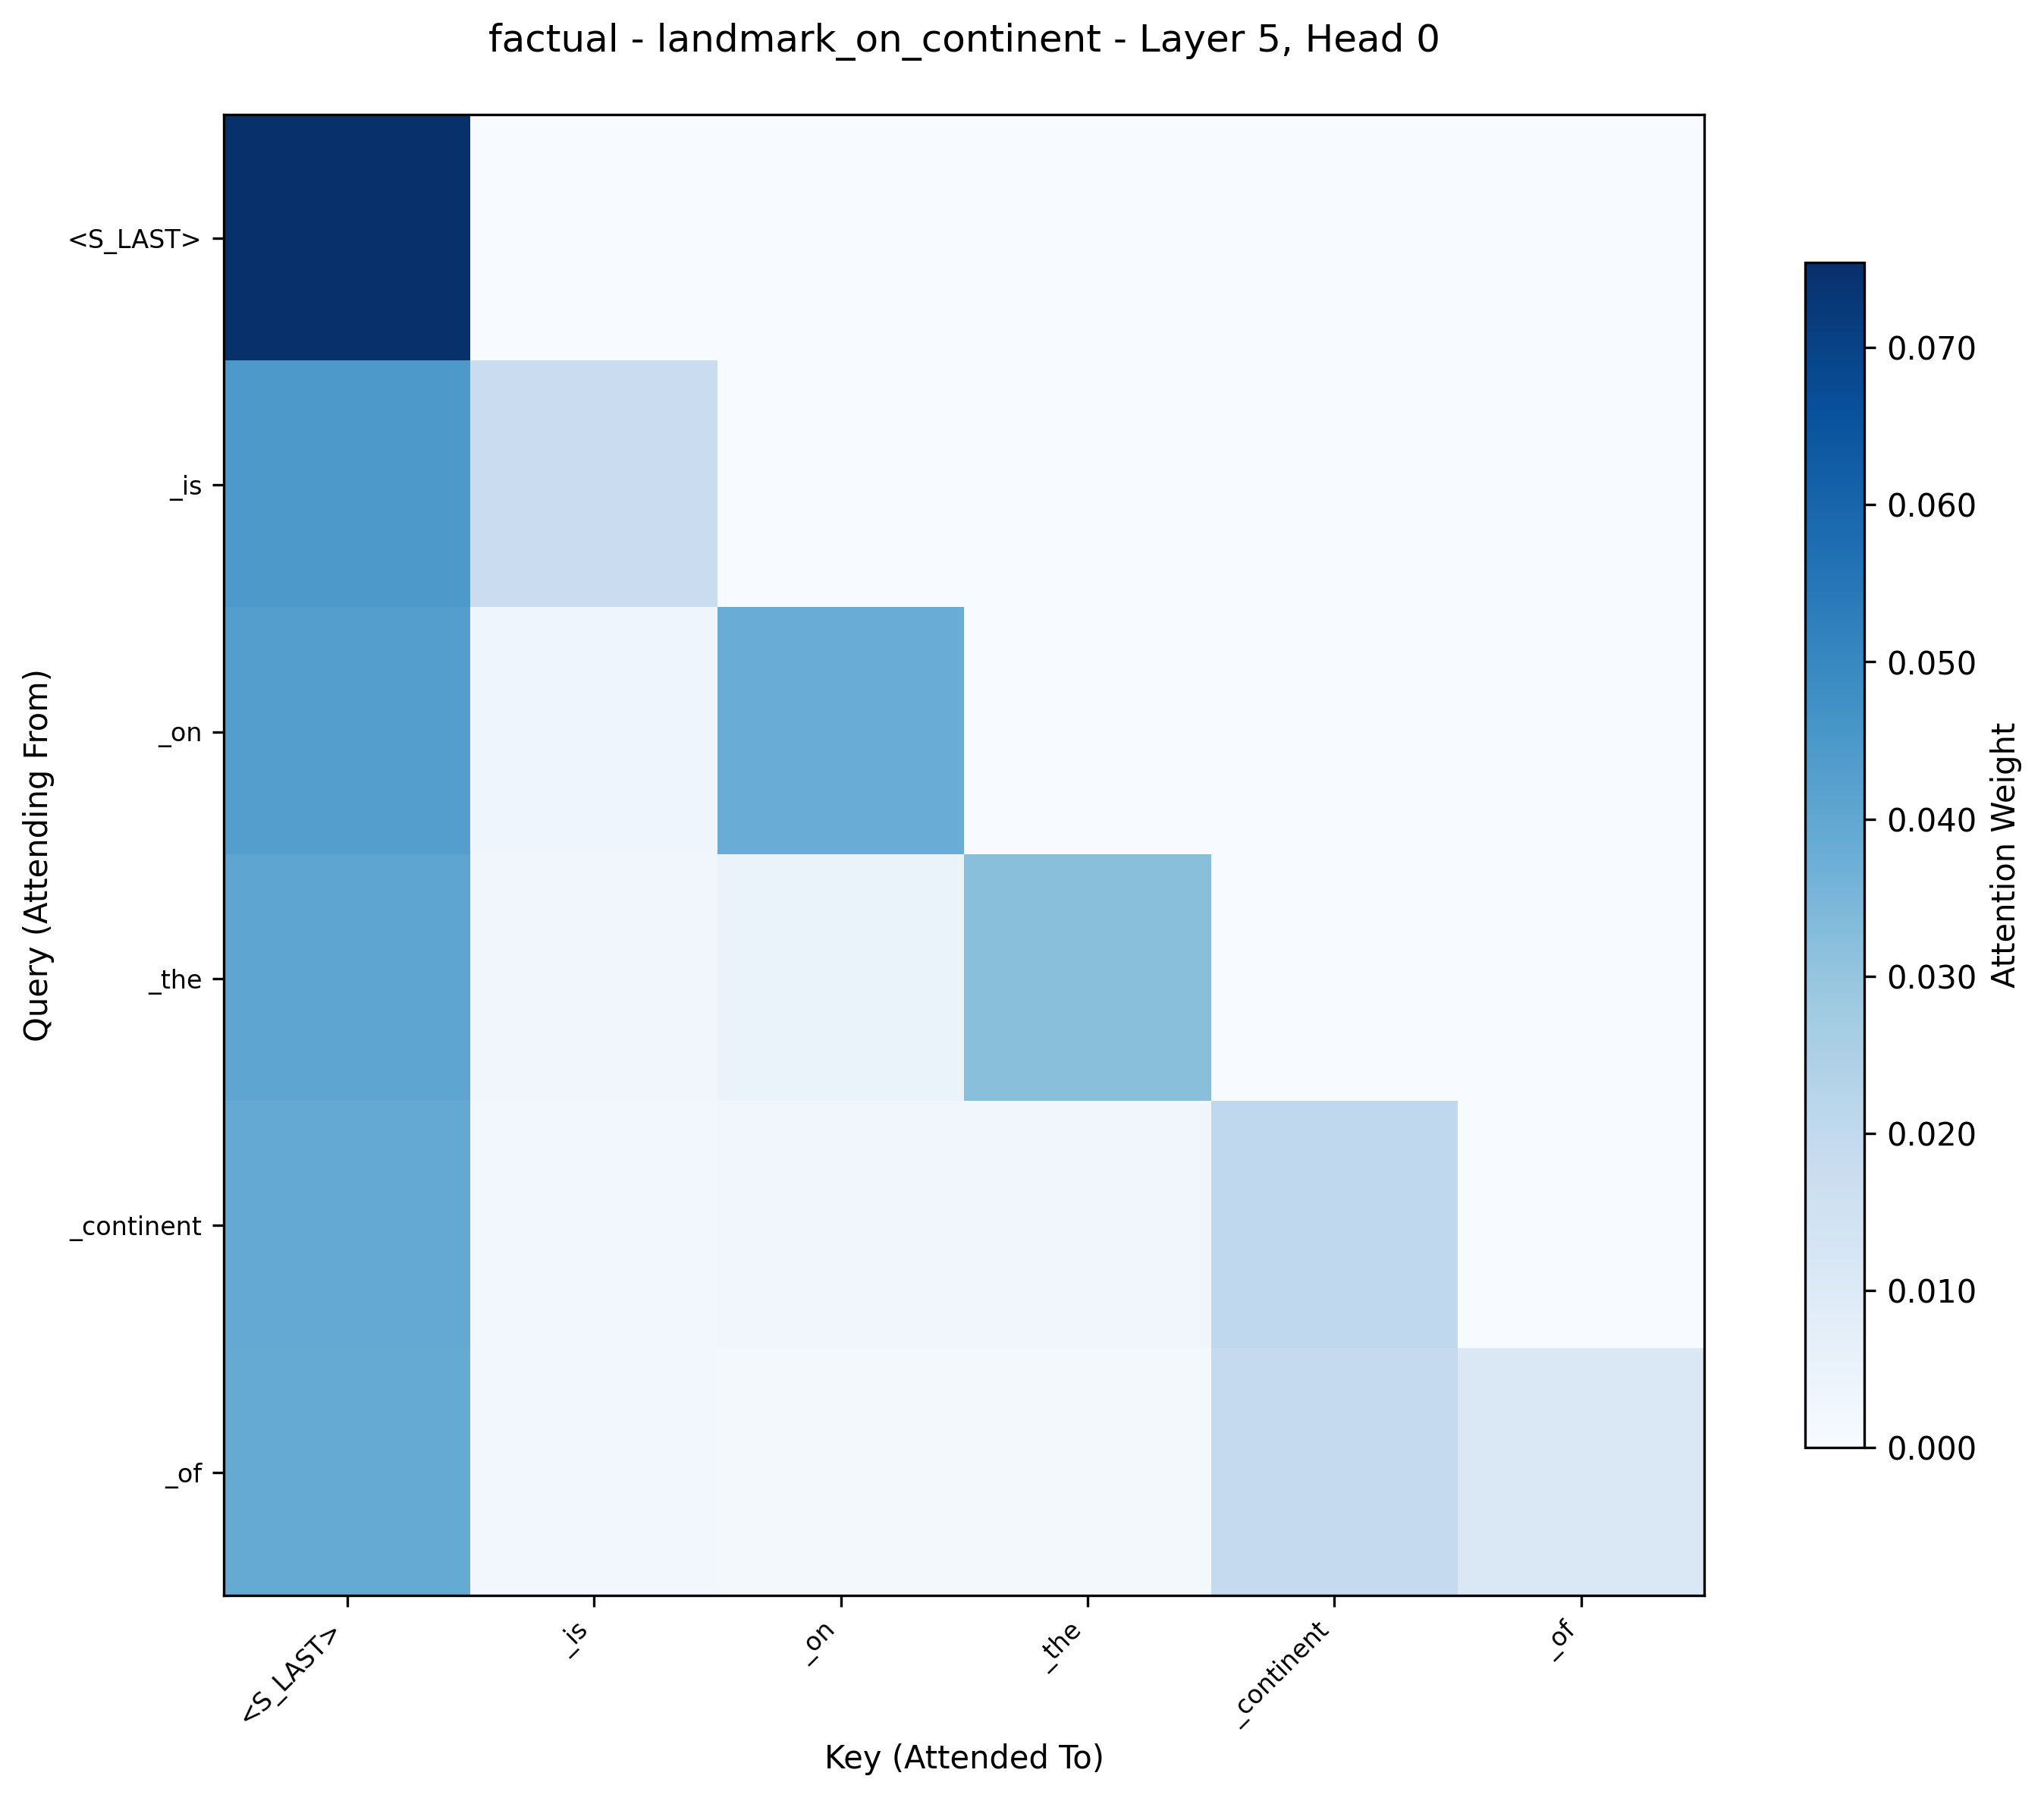 factual - landmark_on_continent - Layer 5, Head 0
Query (Attending From)
<S_LAST>
_is
_on
_the
_continent
_of
<S_LAST>
_is
_on
_the
_continent
_of
Key (Attended To)
0.070
0.060
0.050
0.040
0.030
0.020
0.010
0.000
Attention Weight